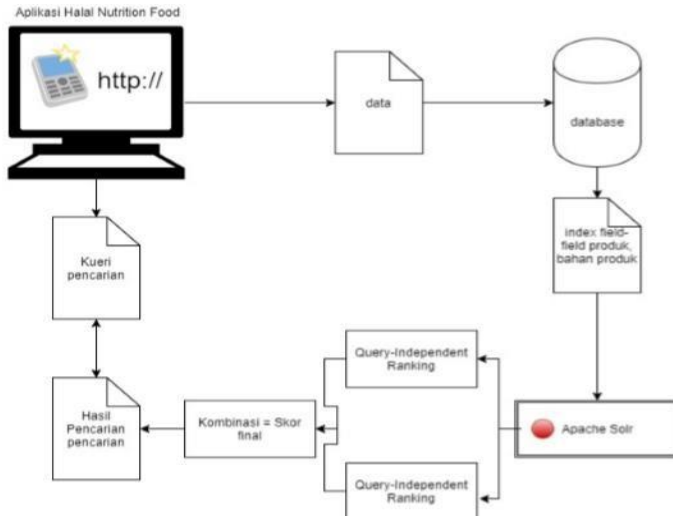 Aplikasi Halal Nutrition Food
http://
data
database
index field-
field produk,
bahan produk
Kueri
pencarian
Query-Independent
Ranking
Hasil
Pencarian
pencarian
Kombinasi = Skor
final
Apache Solr
Query-Independent
Ranking